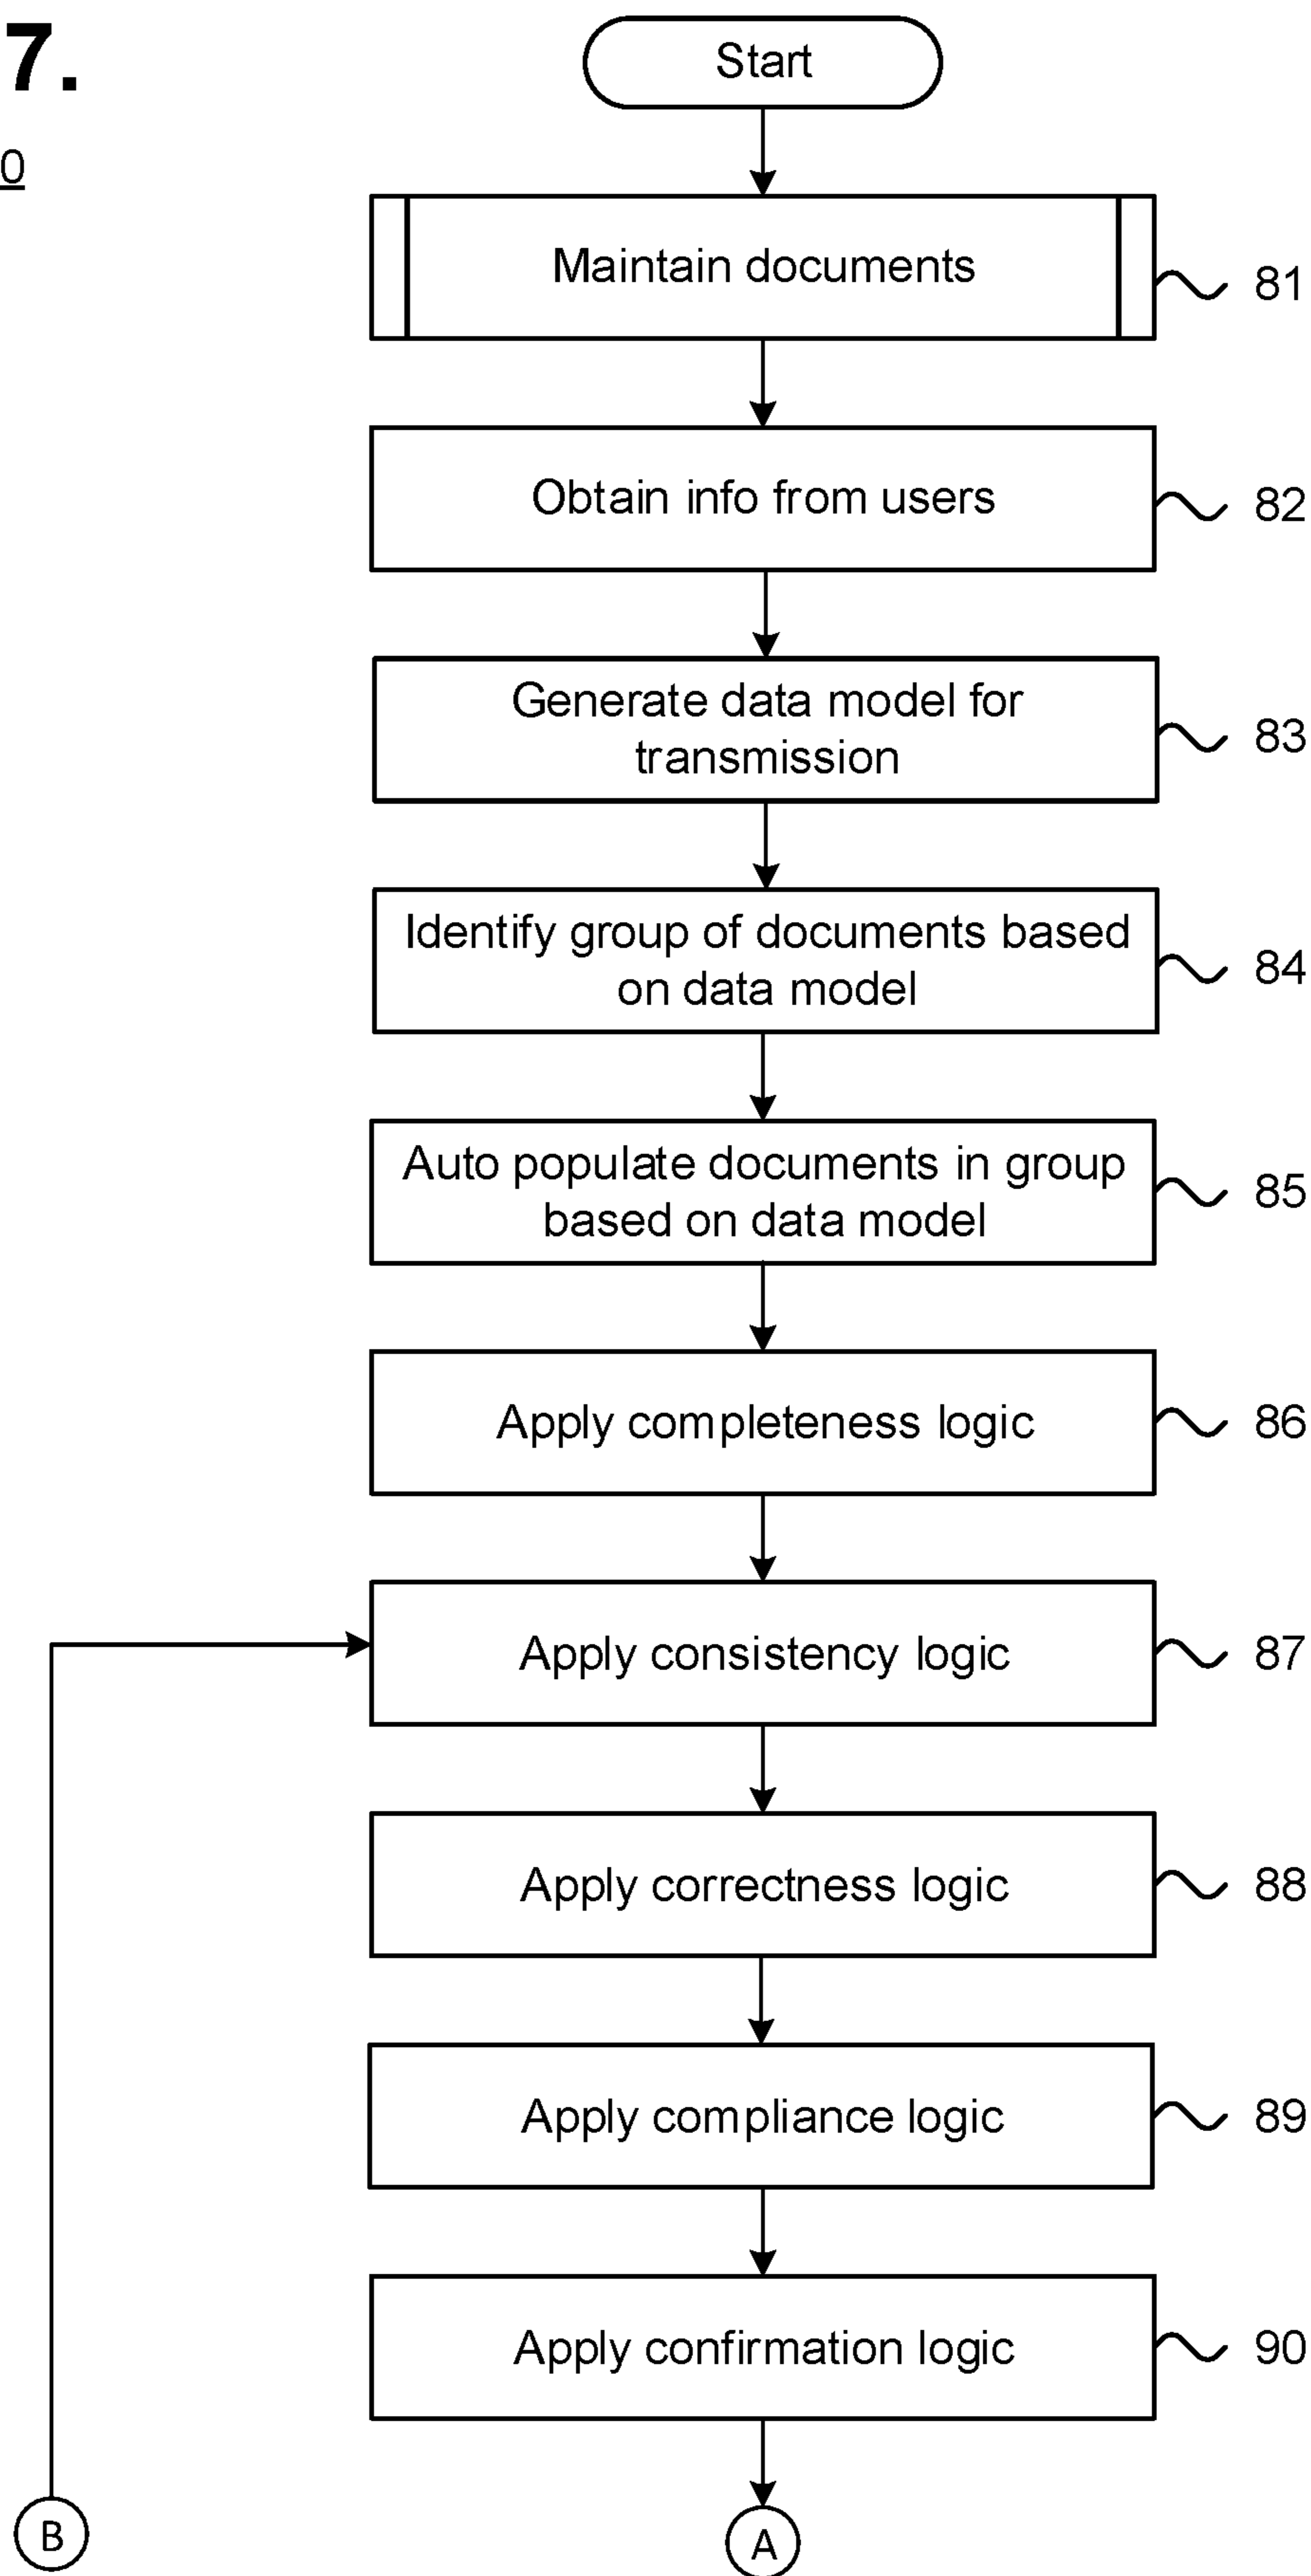 7.
0
Start
Maintain documents
81
Obtain info from users
82
Generate data model for
transmission
83
Identify group of documents based
on data model
84
Auto populate documents in group
based on data model
85
Apply completeness logic
86
Apply consistency logic
87
Apply correctness logic
88
Apply compliance logic
89
Apply confirmation logic
90
B
A